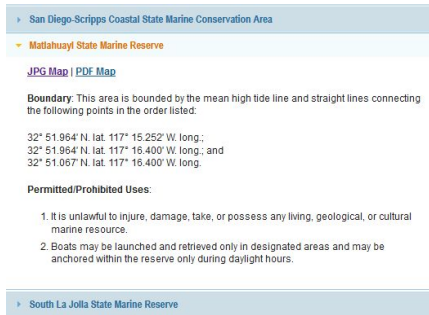 San Diego-Scripps Coastal State Marine Conservation Area
Matlahuayl State Marine Reserve
JPG Map | PDF Map
Boundary: This area is bounded by the mean high tide line and straight lines connecting
the following points in the order listed:
32° 51.964' N. lat. 117° 15.252' W. long.;
32° 51.964' N. lat. 117° 16.400' W. long.; and
32° 51.067' N. lat. 117° 16.400' W. long.
Permitted/Prohibited Uses:
1. It is unlawful to injure, damage, take, or possess any living, geological, or cultural
marine resource.
2. Boats may be launched and retrieved only in designated areas and may be
anchored within the reserve only during daylight hours.
South La Jolla State Marine Reserve